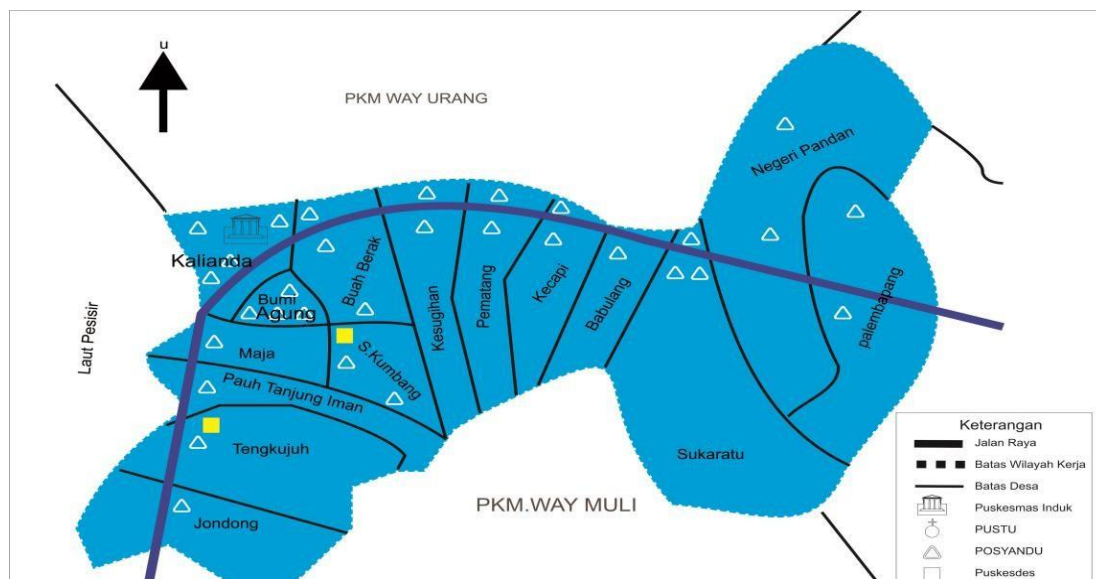 u
PKM WAY URANG
Negeri Pandan
Kalianda
Buah Berak
Bumi
Agung
Kesugihan
Pematang
Kecapi
Babulang
palembapang
Laut Pesisir
Maja
S.Kumbang
Pauh Tanjung Iman
Tengkujuh
Sukaratu
Jondong
PKM.WAY MULI
Keterangan
Jalan Raya
Batas Wilayah Kerja
Batas Desa
Puskesmas Induk
PUSTU
POSYANDU
Puskesdes